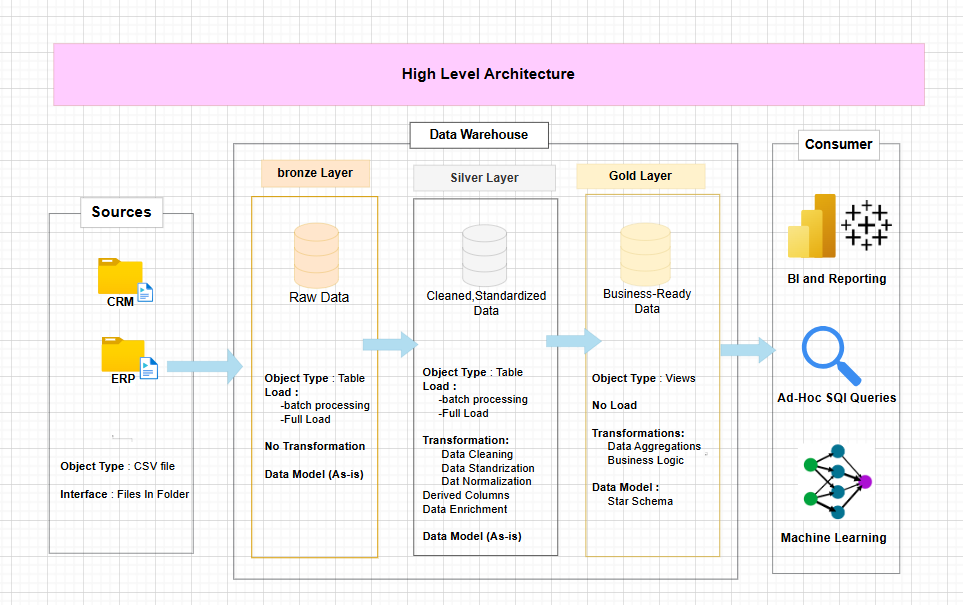 High Level Architecture
Sources
CRM
ERP
Object Type : CSV file
Interface : Files In Folder
Data Warehouse
bronze Layer
Raw Data
Object Type : Table
Load :
-batch processing
-Full Load
No Transformation
Data Model (As-is)
Silver Layer
Cleaned,Standardized
Data
Object Type : Table
Load :
-batch processing
-Full Load
Transformation:
Data Cleaning
Data Standrization
Dat Normalization
Derived Columns
Data Enrichment
Data Model (As-is)
Gold Layer
Business-Ready
Data
Object Type : Views
No Load
Transformations:
Data Aggregations
Business Logic
Data Model :
Star Schema
Consumer
BI and Reporting
Ad-Hoc SQl Queries
Machine Learning